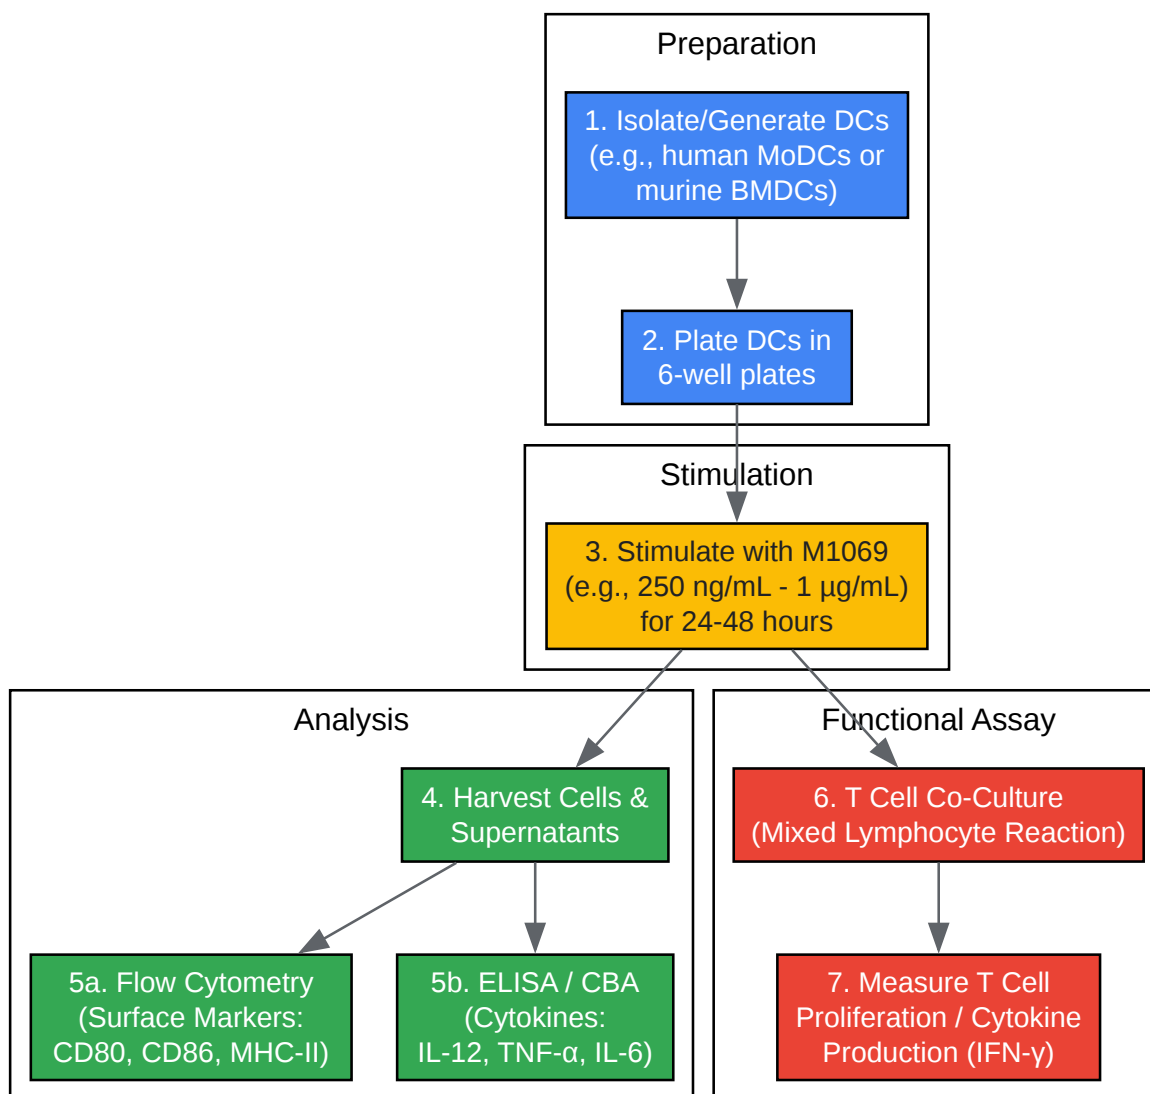 Preparation
1. Isolate/Generate DCs
(e.g., human MoDCs or
murine BMDCs)
2. Plate DCs in
6-well plates
Stimulation
3. Stimulate with M1069
(e.g., 250 ng/mL - 1 µg/mL)
for 24-48 hours
Analysis
4. Harvest Cells &
Supernatants
5a. Flow Cytometry
(Surface Markers:
CD80, CD86, MHC-II)
5b. ELISA / CBA
(Cytokines:
IL-12, TNF-α, IL-6)
Functional Assay
6. T Cell Co-Culture
(Mixed Lymphocyte Reaction)
7. Measure T Cell
Proliferation / Cytokine
Production (IFN-γ)